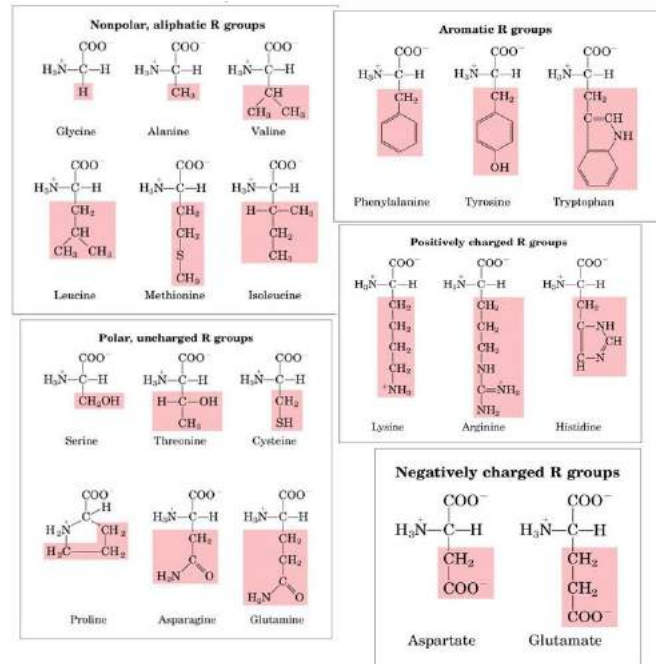 Nonpolar, aliphatic R groups
COO⁻ COO⁻ COO⁻
H₃N⁺—C—H H₃N⁺—C—H H₃N⁺—C—H
H CH₃ CH
CH₃ CH₃
Glycine Alanine Valine
COO⁻ COO⁻ COO⁻
H₃N⁺—C—H H₃N⁺—C—H H₃N⁺—C—H
CH₂ CH₂ H—C—CH₃
CH CH₂ CH₂
CH₃ CH₃ S CH₃
CH₃
Leucine Methionine Isoleucine
Aromatic R groups
COO⁻ COO⁻ COO⁻
H₃N⁺—C—H H₃N⁺—C—H H₃N⁺—C—H
CH₂ CH₂ CH₂
C=CH
NH
OH
Phenylalanine Tyrosine Tryptophan
Positively charged R groups
COO⁻ COO⁻ COO⁻
H₃N⁺—C—H H₃N⁺—C—H H₃N⁺—C—H
CH₂ CH₂ CH₂
CH₂ CH₂ C—NH
CH₂ CH₂ CH
CH₂ NH C—N
⁺NH₃ C=N⁺H₂ H
NH₂
Lysine Arginine Histidine
Polar, uncharged R groups
COO⁻ COO⁻ COO⁻
H₃N⁺—C—H H₃N⁺—C—H H₃N⁺—C—H
CH₂OH H—C—OH CH₂
CH₃ SH
Serine Threonine Cysteine
COO⁻ COO⁻ COO⁻
C H H₃N⁺—C—H H₃N⁺—C—H
H₂N⁺ CH₂ CH₂ CH₂
H₂C—CH₂ C CH₂
H₂N O C
H₂N O
Proline Asparagine Glutamine
Negatively charged R groups
COO⁻ COO⁻
H₃N⁺—C—H H₃N⁺—C—H
CH₂ CH₂
COO⁻ CH₂
COO⁻
Aspartate Glutamate